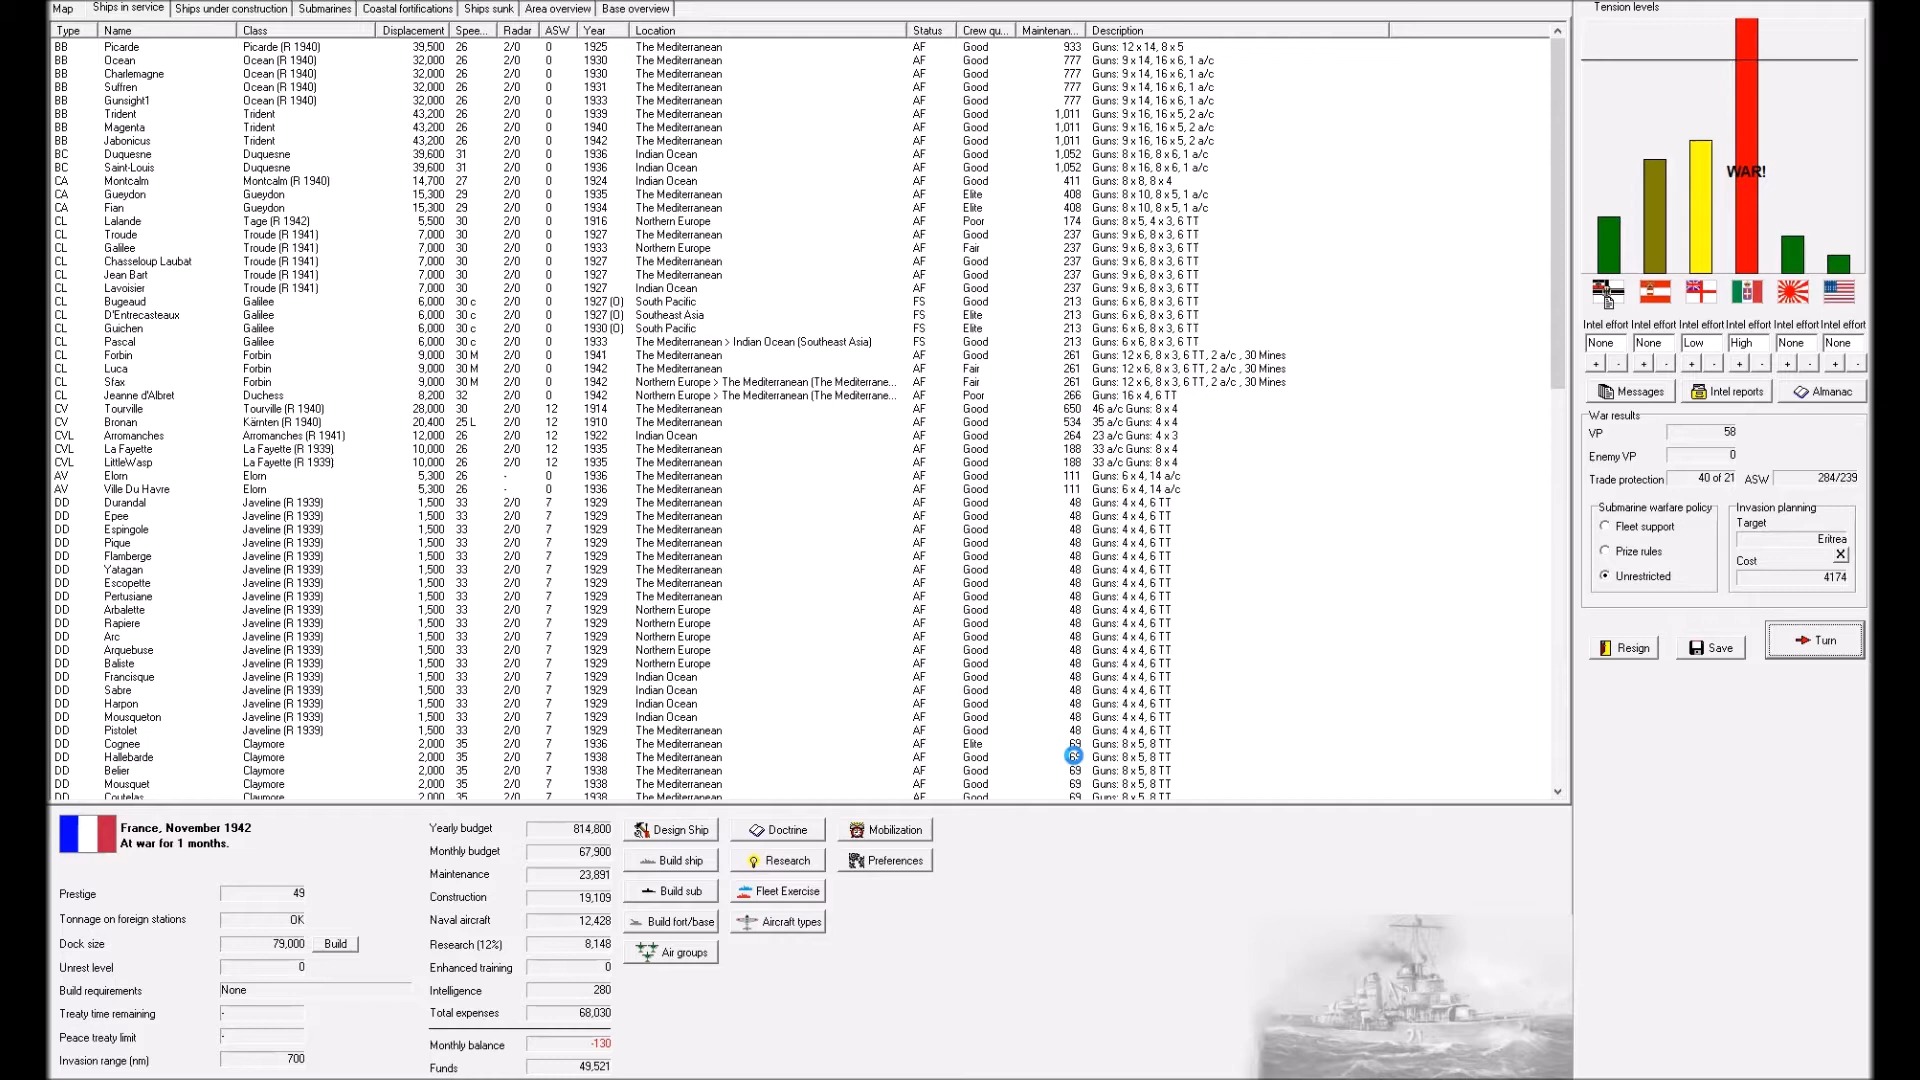 Map Ships in service Ships under construction Submarines Coastal fortifications Ships sunk Area overview Base overview
Type Name Class Displacement Spee... Radar ASW Year Location Status Crew qu... Maintenan... Description
BB Picarde Picarde (R 1940) 39,500 26 2/0 0 1925 The Mediterranean AF Good 933 Guns: 12 x 14, 8 x 5
BB Ocean Ocean (R 1940) 32,000 26 2/0 0 1930 The Mediterranean AF Good 777 Guns: 9 x 14, 16 x 6, 1 a/c
BB Charlemagne Ocean (R 1940) 32,000 26 2/0 0 1930 The Mediterranean AF Good 777 Guns: 9 x 14, 16 x 6, 1 a/c
BB Suffren Ocean (R 1940) 32,000 26 2/0 0 1931 The Mediterranean AF Good 777 Guns: 9 x 14, 16 x 6, 1 a/c
BB Gunsight1 Ocean (R 1940) 32,000 26 2/0 0 1933 The Mediterranean AF Good 777 Guns: 9 x 14, 16 x 6, 1 a/c
BB Trident Trident 43,200 26 2/0 0 1939 The Mediterranean AF Good 1,011 Guns: 9 x 16, 16 x 5, 2 a/c
BB Magenta Trident 43,200 26 2/0 0 1940 The Mediterranean AF Good 1,011 Guns: 9 x 16, 16 x 5, 2 a/c
BB Jabonicus Trident 43,200 26 2/0 0 1942 The Mediterranean AF Good 1,011 Guns: 9 x 16, 16 x 5, 2 a/c
BC Duquesne Duquesne 39,600 31 2/0 0 1936 Indian Ocean AF Good 1,052 Guns: 8 x 16, 8 x 6, 1 a/c
BC Saint-Louis Duquesne 39,600 31 2/0 0 1936 Indian Ocean AF Good 1,052 Guns: 8 x 16, 8 x 6, 1 a/c
CA Montcalm Montcalm (R 1940) 14,700 27 2/0 0 1924 Indian Ocean AF Good 411 Guns: 8 x 8, 8 x 4
CA Gueydon Gueydon 15,300 29 2/0 0 1935 The Mediterranean AF Elite 408 Guns: 8 x 10, 8 x 5, 1 a/c
CA Fian Gueydon 15,300 29 2/0 0 1934 The Mediterranean AF Elite 408 Guns: 8 x 10, 8 x 5, 1 a/c
CL Lalande Tage (R 1942) 5,500 30 2/0 0 1916 Northern Europe AF Poor 174 Guns: 8 x 5, 4 x 3, 6 TT
CL Troude Troude (R 1941) 7,000 30 2/0 0 1927 The Mediterranean AF Good 237 Guns: 9 x 6, 8 x 3, 6 TT
CL Galilee Troude (R 1941) 7,000 30 2/0 0 1933 Northern Europe AF Fair 237 Guns: 9 x 6, 8 x 3, 6 TT
CL Chasseloup Laubat Troude (R 1941) 7,000 30 2/0 0 1927 The Mediterranean AF Good 237 Guns: 9 x 6, 8 x 3, 6 TT
CL Jean Bart Troude (R 1941) 7,000 30 2/0 0 1927 The Mediterranean AF Good 237 Guns: 9 x 6, 8 x 3, 6 TT
CL Lavoisier Troude (R 1941) 7,000 30 2/0 0 1927 Indian Ocean AF Good 237 Guns: 9 x 6, 8 x 3, 6 TT
CL Bugeaud Galilee 6,000 30 c 2/0 0 1927 (O) South Pacific FS Good 213 Guns: 6 x 6, 8 x 3, 6 TT
CL D'Entrecasteaux Galilee 6,000 30 c 2/0 0 1927 (O) Southeast Asia FS Elite 213 Guns: 6 x 6, 8 x 3, 6 TT
CL Guichen Galilee 6,000 30 c 2/0 0 1930 (O) South Pacific FS Elite 213 Guns: 6 x 6, 8 x 3, 6 TT
CL Pascal Galilee 6,000 30 c 2/0 0 1933 The Mediterranean > Indian Ocean (Southeast Asia) FS Good 213 Guns: 6 x 6, 8 x 3, 6 TT
CL Forbin Forbin 9,000 30 M 2/0 0 1941 The Mediterranean AF Good 261 Guns: 12 x 6, 8 x 3, 6 TT, 2 a/c , 30 Mines
CL Luca Forbin 9,000 30 M 2/0 0 1942 The Mediterranean AF Fair 261 Guns: 12 x 6, 8 x 3, 6 TT, 2 a/c , 30 Mines
CL Sfax Forbin 9,000 30 M 2/0 0 1942 Northern Europe > The Mediterranean (The Mediterrane... AF Fair 261 Guns: 12 x 6, 8 x 3, 6 TT, 2 a/c , 30 Mines
CL Jeanne d'Albret Duchess 8,200 32 2/0 0 1942 Northern Europe > The Mediterranean (The Mediterrane... AF Poor 266 Guns: 16 x 4, 6 TT
CV Tourville Tourville (R 1940) 28,000 30 2/0 12 1914 The Mediterranean AF Good 650 46 a/c Guns: 8 x 4
CV Bronan Kärnten (R 1940) 20,400 25 L 2/0 12 1910 The Mediterranean AF Good 534 35 a/c Guns: 4 x 4
CVL Arromanches Arromanches (R 1941) 12,000 26 2/0 12 1922 Indian Ocean AF Good 264 23 a/c Guns: 4 x 3
CVL La Fayette La Fayette (R 1939) 10,000 26 2/0 12 1935 The Mediterranean AF Good 188 33 a/c Guns: 8 x 4
CVL LittleWasp La Fayette (R 1939) 10,000 26 2/0 12 1935 The Mediterranean AF Good 188 33 a/c Guns: 8 x 4
AV Elorn Elorn 5,300 26 - 0 1936 The Mediterranean AF Good 111 Guns: 6 x 4, 14 a/c
AV Ville Du Havre Elorn 5,300 26 - 0 1936 The Mediterranean AF Good 111 Guns: 6 x 4, 14 a/c
DD Durandal Javeline (R 1939) 1,500 33 2/0 7 1929 The Mediterranean AF Good 48 Guns: 4 x 4, 6 TT
DD Epee Javeline (R 1939) 1,500 33 2/0 7 1929 The Mediterranean AF Good 48 Guns: 4 x 4, 6 TT
DD Espingole Javeline (R 1939) 1,500 33 2/0 7 1929 The Mediterranean AF Good 48 Guns: 4 x 4, 6 TT
DD Pique Javeline (R 1939) 1,500 33 2/0 7 1929 The Mediterranean AF Good 48 Guns: 4 x 4, 6 TT
DD Flamberge Javeline (R 1939) 1,500 33 2/0 7 1929 The Mediterranean AF Good 48 Guns: 4 x 4, 6 TT
DD Yatagan Javeline (R 1939) 1,500 33 2/0 7 1929 The Mediterranean AF Good 48 Guns: 4 x 4, 6 TT
DD Escopette Javeline (R 1939) 1,500 33 2/0 7 1929 The Mediterranean AF Good 48 Guns: 4 x 4, 6 TT
DD Pertusiane Javeline (R 1939) 1,500 33 2/0 7 1929 The Mediterranean AF Good 48 Guns: 4 x 4, 6 TT
DD Arbalette Javeline (R 1939) 1,500 33 2/0 7 1929 Northern Europe AF Good 48 Guns: 4 x 4, 6 TT
DD Rapiere Javeline (R 1939) 1,500 33 2/0 7 1929 Northern Europe AF Good 48 Guns: 4 x 4, 6 TT
DD Arc Javeline (R 1939) 1,500 33 2/0 7 1929 Northern Europe AF Good 48 Guns: 4 x 4, 6 TT
DD Arquebuse Javeline (R 1939) 1,500 33 2/0 7 1929 Northern Europe AF Good 48 Guns: 4 x 4, 6 TT
DD Baliste Javeline (R 1939) 1,500 33 2/0 7 1929 Northern Europe AF Good 48 Guns: 4 x 4, 6 TT
DD Francisque Javeline (R 1939) 1,500 33 2/0 7 1929 Indian Ocean AF Good 48 Guns: 4 x 4, 6 TT
DD Sabre Javeline (R 1939) 1,500 33 2/0 7 1929 Indian Ocean AF Good 48 Guns: 4 x 4, 6 TT
DD Harpon Javeline (R 1939) 1,500 33 2/0 7 1929 Indian Ocean AF Good 48 Guns: 4 x 4, 6 TT
DD Mousqueton Javeline (R 1939) 1,500 33 2/0 7 1929 Indian Ocean AF Good 48 Guns: 4 x 4, 6 TT
DD Pistolet Javeline (R 1939) 1,500 33 2/0 7 1929 The Mediterranean AF Good 48 Guns: 4 x 4, 6 TT
DD Cognee Claymore 2,000 35 2/0 7 1936 The Mediterranean AF Elite 69 Guns: 8 x 5, 8 TT
DD Hallebarde Claymore 2,000 35 2/0 7 1938 The Mediterranean AF Good Guns: 8 x 5, 8 TT
DD Belier Claymore 2,000 35 2/0 7 1938 The Mediterranean AF Good 69 Guns: 8 x 5, 8 TT
DD Mousquet Claymore 2,000 35 2/0 7 1938 The Mediterranean AF Good 69 Guns: 8 x 5, 8 TT
DD Coutelas Claymore 2,000 35 2/0 7 1938 The Mediterranean AF Good 69 Guns: 8 x 5, 8 TT
Tension levels
WAR!
Intel effort Intel effort Intel effort Intel effort Intel effort Intel effort
None None Low High None None
+ - + - + - + - + - + -
Messages Intel reports Almanac
War results
VP 58
Enemy VP 0
Trade protection 40 of 21 ASW 284/239
Submarine warfare policy
Fleet support
Prize rules
Unrestricted
Invasion planning
Target
Eritrea
Cost X
4174
Resign Save Turn
France, November 1942
At war for 1 months.
Prestige 49
Tonnage on foreign stations OK
Dock size 79,000 Build
Unrest level 0
Build requirements None
Treaty time remaining -
Peace treaty limit -
Invasion range (nm) 700
Yearly budget 814,800
Monthly budget 67,900
Maintenance 23,891
Construction 19,109
Naval aircraft 12,428
Research (12%) 8,148
Enhanced training 0
Intelligence 280
Total expenses 68,030
Monthly balance -130
Funds 49,521
Design Ship Doctrine Mobilization
Build ship Research Preferences
Build sub Fleet Exercise
Build fort/base Aircraft types
Air groups